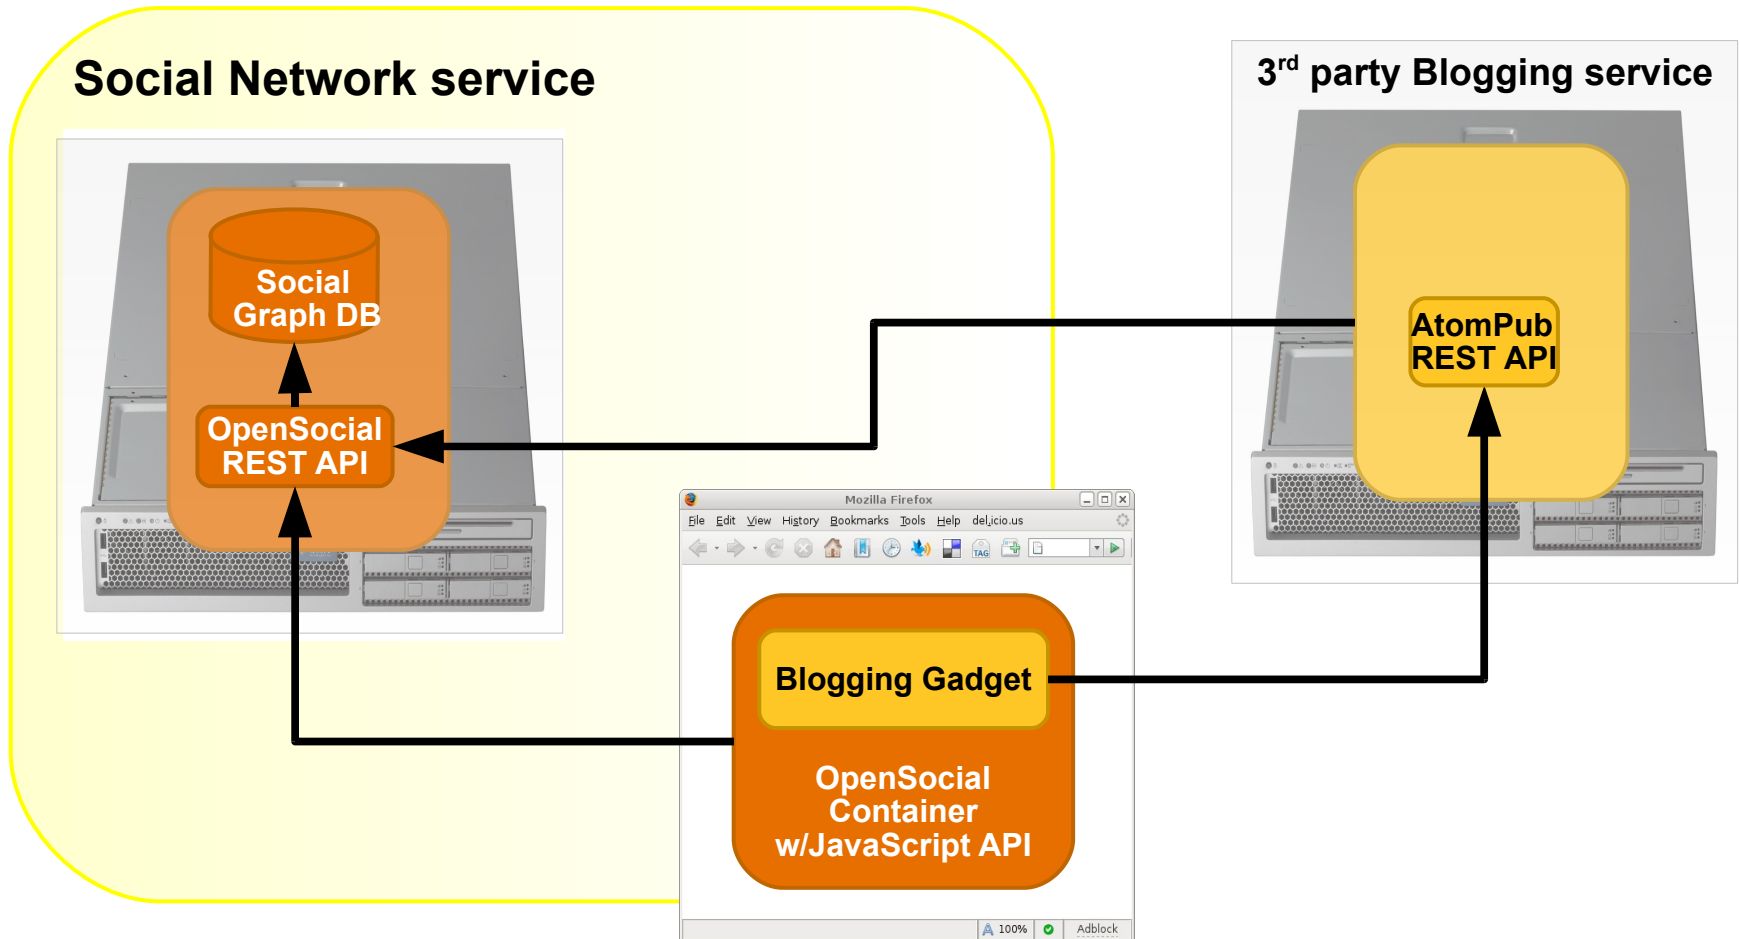 Social Network service
3rd party Blogging service
Social
Graph DB
OpenSocial
REST API
AtomPub
REST API
Mozilla Firefox
File Edit View History Bookmarks Tools Help del.icio.us
TAG
Blogging Gadget
OpenSocial
Container
w/JavaScript API
100% Adblock